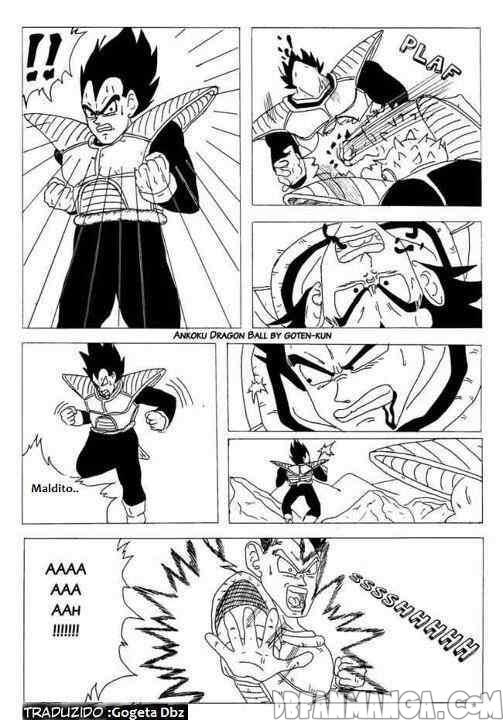 !!
PLAF
ANKOKU DRAGON BALL BY GOTEN-KUN
Maldito..
AAAA
AAA
AAH
!!!!!!!
SSSSHHHHHH
TRADUZIDO :Gogeta Dbz
DBFANMANGA.COM